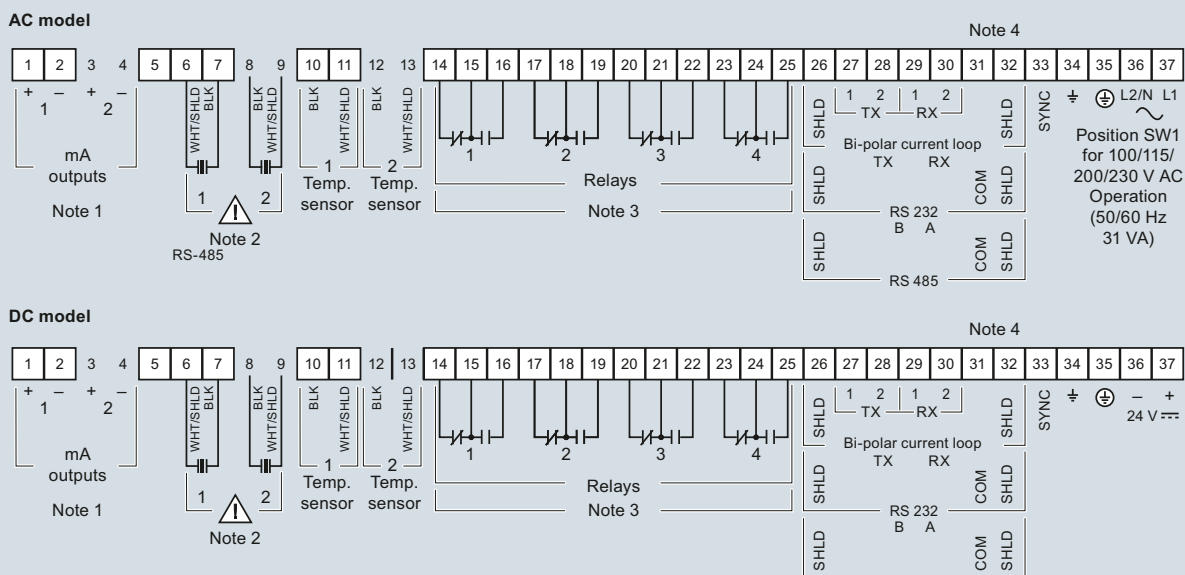 AC model
Note 4
1 2 3 4 5 6 7 8 9 10 11 12 13 14 15 16 17 18 19 20 21 22 23 24 25 26 27 28 29 30 31 32 33 34 35 36 37
+ – + –
1 2
mA
outputs
Note 1
WHT/SHLD
BLK
BLK
WHT/SHLD
1 2
Note 2
RS-485
BLK
WHT/SHLD
1
Temp.
sensor
BLK
WHT/SHLD
2
Temp.
sensor
1 2 3 4
Relays
Note 3
SHLD
1 2 1 2
TX RX
SHLD
Bi-polar current loop
SHLD
TX RX
COM
SHLD
RS 232
SHLD
B A
COM
SHLD
RS 485
SYNC
L2/N L1
Position SW1
for 100/115/
200/230 V AC
Operation
(50/60 Hz
31 VA)
DC model
Note 4
1 2 3 4 5 6 7 8 9 10 11 12 13 14 15 16 17 18 19 20 21 22 23 24 25 26 27 28 29 30 31 32 33 34 35 36 37
+ – + –
1 2
mA
outputs
Note 1
WHT/SHLD
BLK
BLK
WHT/SHLD
1 2
Note 2
BLK
WHT/SHLD
1
Temp.
sensor
BLK
WHT/SHLD
2
Temp.
sensor
1 2 3 4
Relays
Note 3
SHLD
1 2 1 2
TX RX
SHLD
Bi-polar current loop
SHLD
TX RX
COM
SHLD
RS 232
SHLD
B A
COM
SHLD
SYNC
– +
24 V